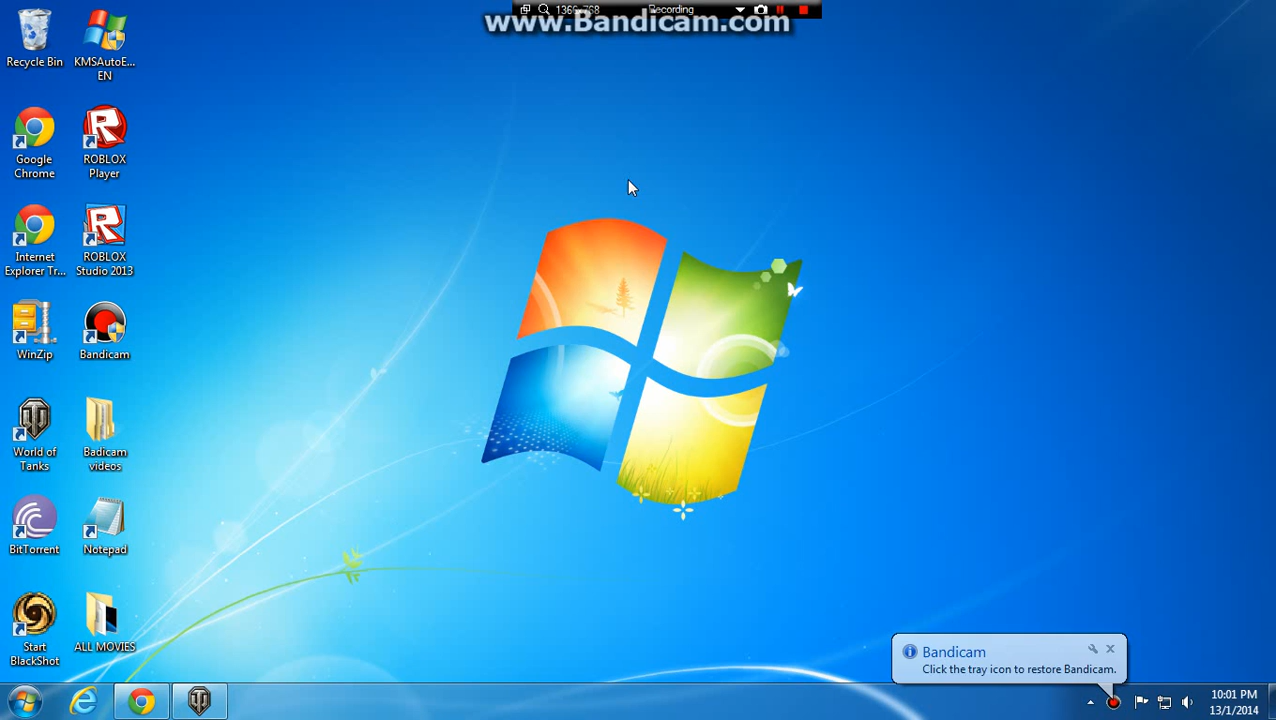 1366x768
Recording
www.Bandicam.com
Recycle Bin
KMSAutoE...
EN
Google
Chrome
ROBLOX
Player
Internet
Explorer Tr...
ROBLOX
Studio 2013
WinZip
Bandicam
World of
Tanks
Badicam
videos
BitTorrent
Notepad
Start
BlackShot
ALL MOVIES
Bandicam
Click the tray icon to restore Bandicam.
10:01 PM
13/1/2014